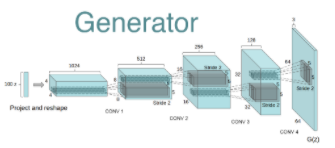 Generator
100 z
Project and reshape
1024
4
4
CONV 1
512
8
8
Stride 2
CONV 2
256
16
16
Stride 2
CONV 3
128
32
32
Stride 2
CONV 4
64
64
3
Stride 2
G(Z)